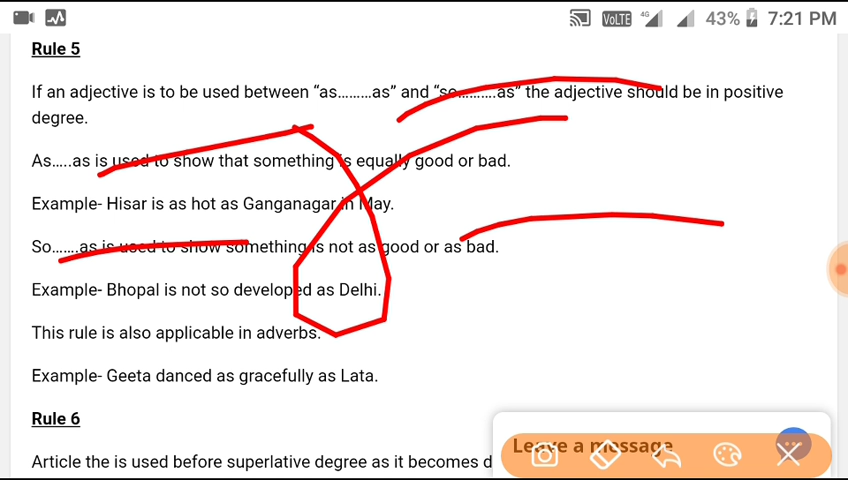 VoLTE 4G 43% 7:21 PM
Rule 5
If an adjective is to be used between “as.........as” and “so..........as” the adjective should be in positive
degree.
As.....as is used to show that something is equally good or bad.
Example- Hisar is as hot as Ganganagar in May.
So.......as is used to show something is not as good or as bad.
Example- Bhopal is not so developed as Delhi.
This rule is also applicable in adverbs.
Example- Geeta danced as gracefully as Lata.
Rule 6
Leave a message
Article the is used before superlative degree as it becomes d